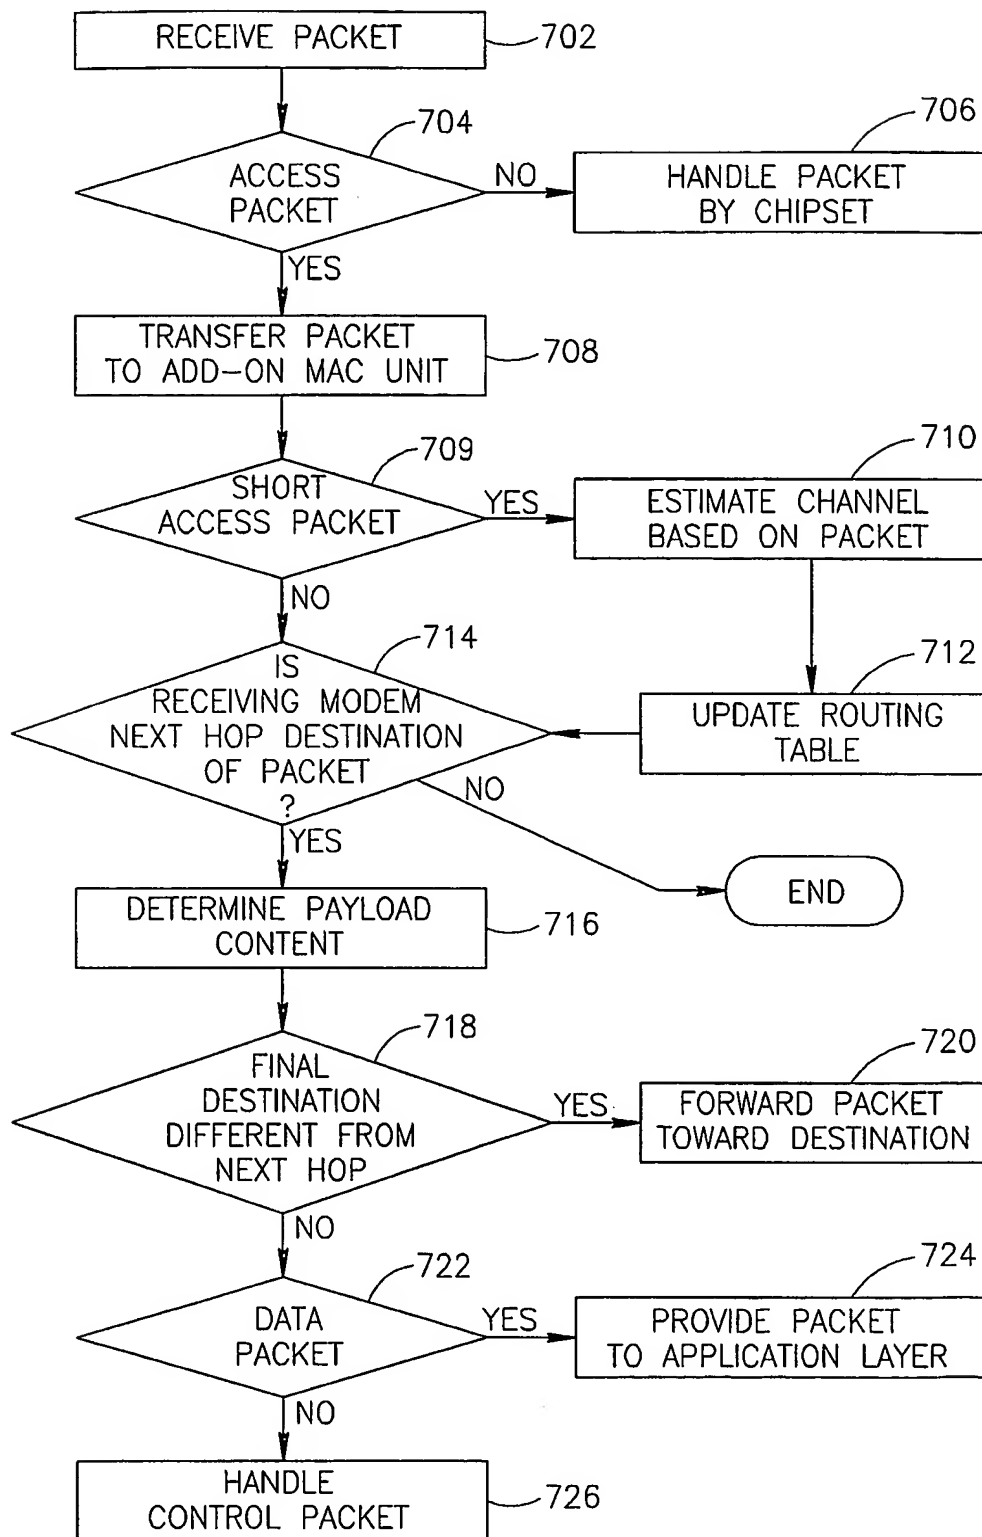 RECEIVE PACKET
702
704
ACCESS
PACKET
NO
706
HANDLE PACKET
BY CHIPSET
YES
TRANSFER PACKET
TO ADD-ON MAC UNIT
708
709
SHORT
ACCESS PACKET
YES
710
ESTIMATE CHANNEL
BASED ON PACKET
NO
714
IS
RECEIVING MODEM
NEXT HOP DESTINATION
OF PACKET
?
712
UPDATE ROUTING
TABLE
NO
YES
END
DETERMINE PAYLOAD
CONTENT
716
718
FINAL
DESTINATION
DIFFERENT FROM
NEXT HOP
YES
720
FORWARD PACKET
TOWARD DESTINATION
NO
722
DATA
PACKET
YES
724
PROVIDE PACKET
TO APPLICATION LAYER
NO
HANDLE
CONTROL PACKET
726